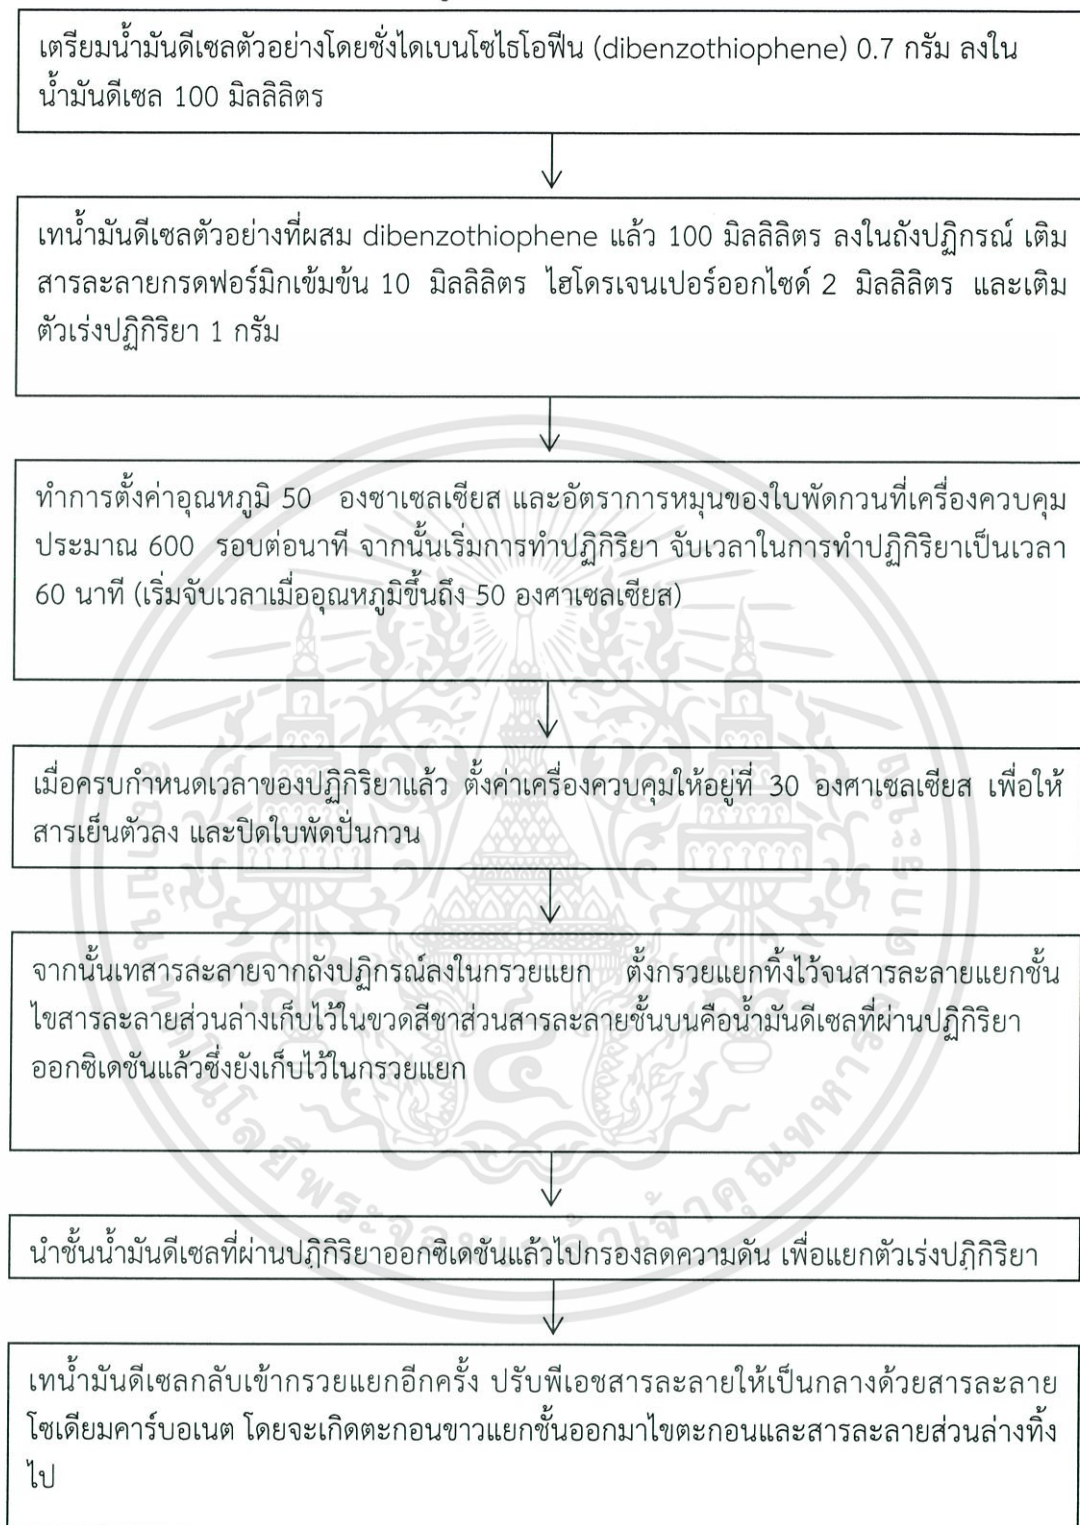 เตรียมน้ำมันดีเซลตัวอย่างโดยชั่งไดเบนโซไธโอฟีน (dibenzothiophene) 0.7 กรัม ลงใน
น้ำมันดีเซล 100 มิลลิลิตร
เทน้ำมันดีเซลตัวอย่างที่ผสม dibenzothiophene แล้ว 100 มิลลิลิตร ลงในถังปฏิกรณ์ เติม
สารละลายกรดฟอร์มิกเข้มข้น 10 มิลลิลิตร ไฮโดรเจนเปอร์ออกไซด์ 2 มิลลิลิตร และเติม
ตัวเร่งปฏิกิริยา 1 กรัม
ทำการตั้งค่าอุณหภูมิ 50 องซาเซลเซียส และอัตราการหมุนของใบพัดกวนที่เครื่องควบคุม
ประมาณ 600 รอบต่อนาที จากนั้นเริ่มการทำปฏิกิริยา จับเวลาในการทำปฏิกิริยาเป็นเวลา
60 นาที (เริ่มจับเวลาเมื่ออุณหภูมิขึ้นถึง 50 องศาเซลเซียส)
เมื่อครบกำหนดเวลาของปฏิกิริยาแล้ว ตั้งค่าเครื่องควบคุมให้อยู่ที่ 30 องศาเซลเซียส เพื่อให้
สารเย็นตัวลง และปิดใบพัดปั่นกวน
จากนั้นเทสารละลายจากถังปฏิกรณ์ลงในกรวยแยก ตั้งกรวยแยกทิ้งไว้จนสารละลายแยกชั้น
ไขสารละลายส่วนล่างเก็บไว้ในขวดสีชาส่วนสารละลายชั้นบนคือน้ำมันดีเซลที่ผ่านปฏิกิริยา
ออกซิเดชันแล้วซึ่งยังเก็บไว้ในกรวยแยก
นำชั้นน้ำมันดีเซลที่ผ่านปฏิกิริยาออกซิเดชันแล้วไปกรองลดความดัน เพื่อแยกตัวเร่งปฏิกิริยา
เทน้ำมันดีเซลกลับเข้ากรวยแยกอีกครั้ง ปรับพีเอชสารละลายให้เป็นกลางด้วยสารละลาย
โซเดียมคาร์บอเนต โดยจะเกิดตะกอนขาวแยกชั้นออกมาไขตะกอนและสารละลายส่วนล่างทิ้ง
ไป